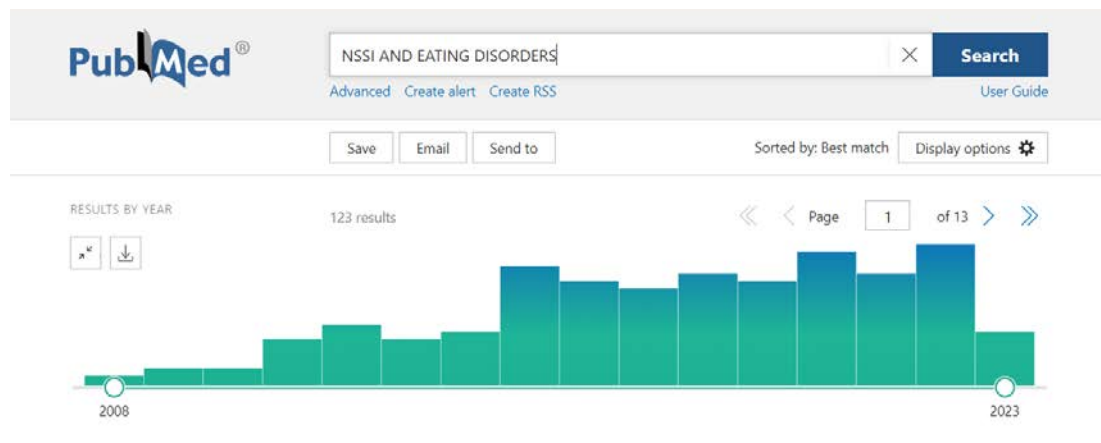 PubMed®
NSSI AND EATING DISORDERS
Search
Advanced Create alert Create RSS
User Guide
Save Email Send to
Sorted by: Best match Display options
RESULTS BY YEAR
123 results
Page 1 of 13
2008
2023